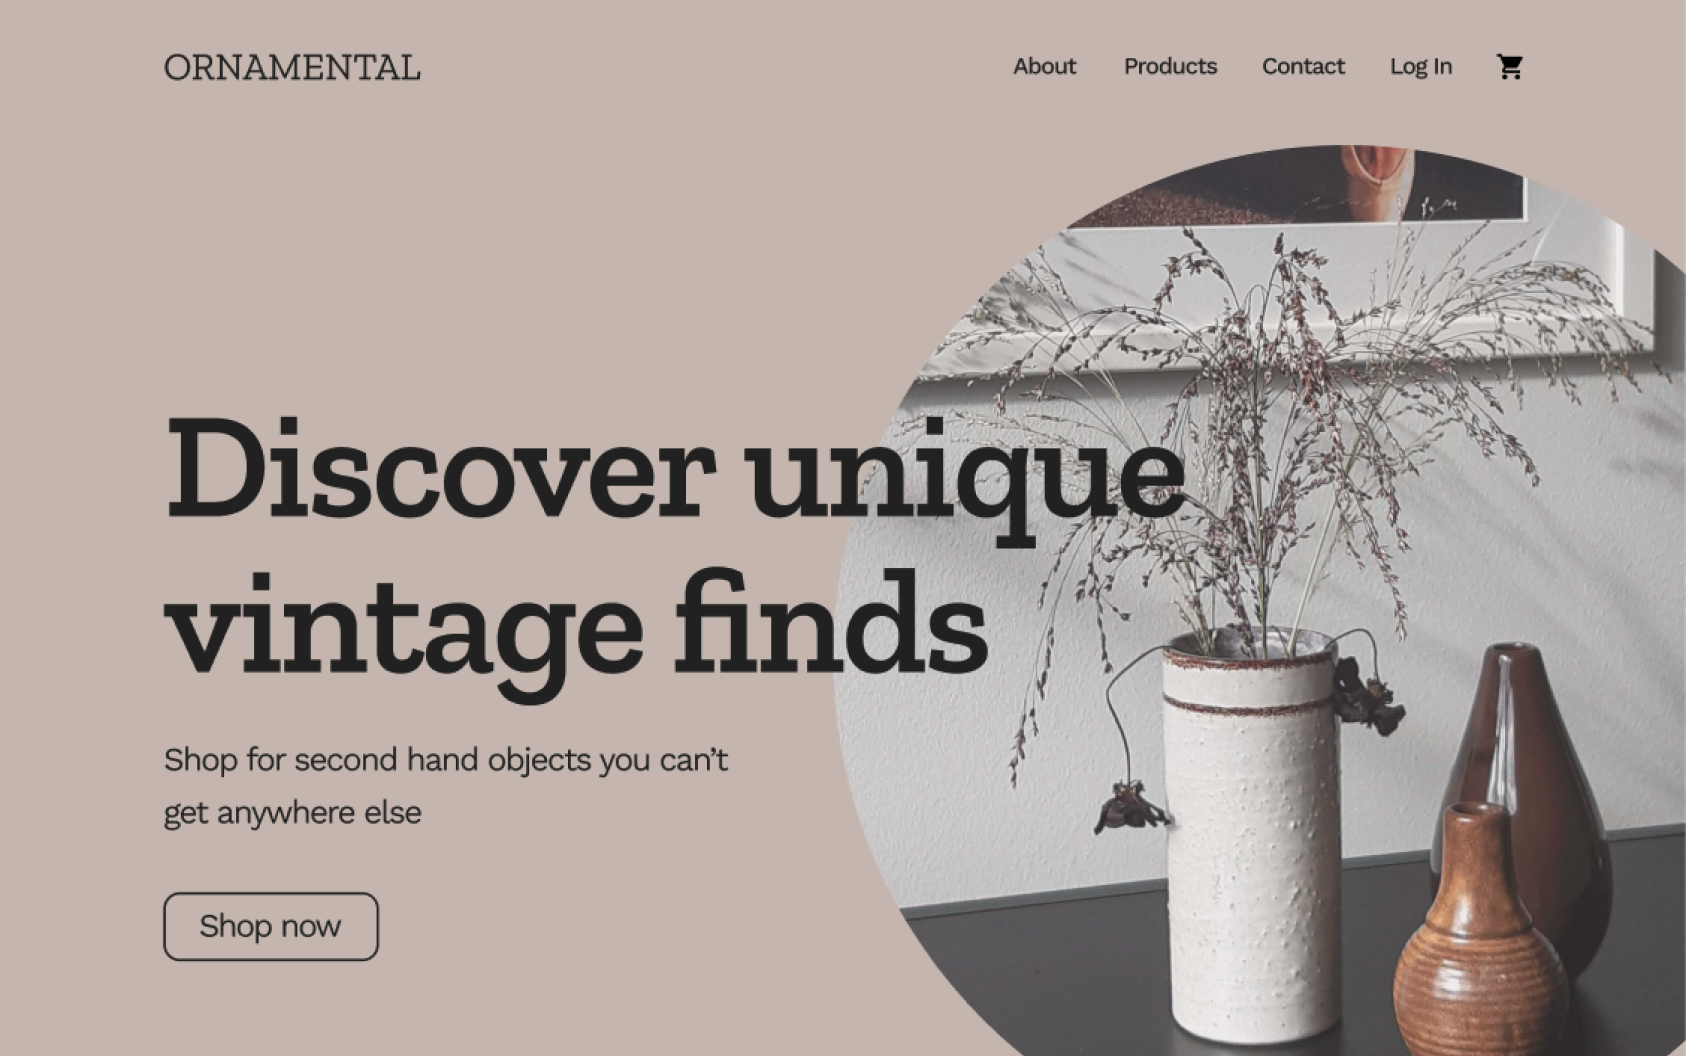 ORNAMENTAL
About Products Contact Log In
Discover unique
vintage finds
Shop for second hand objects you can’t
get anywhere else
Shop now